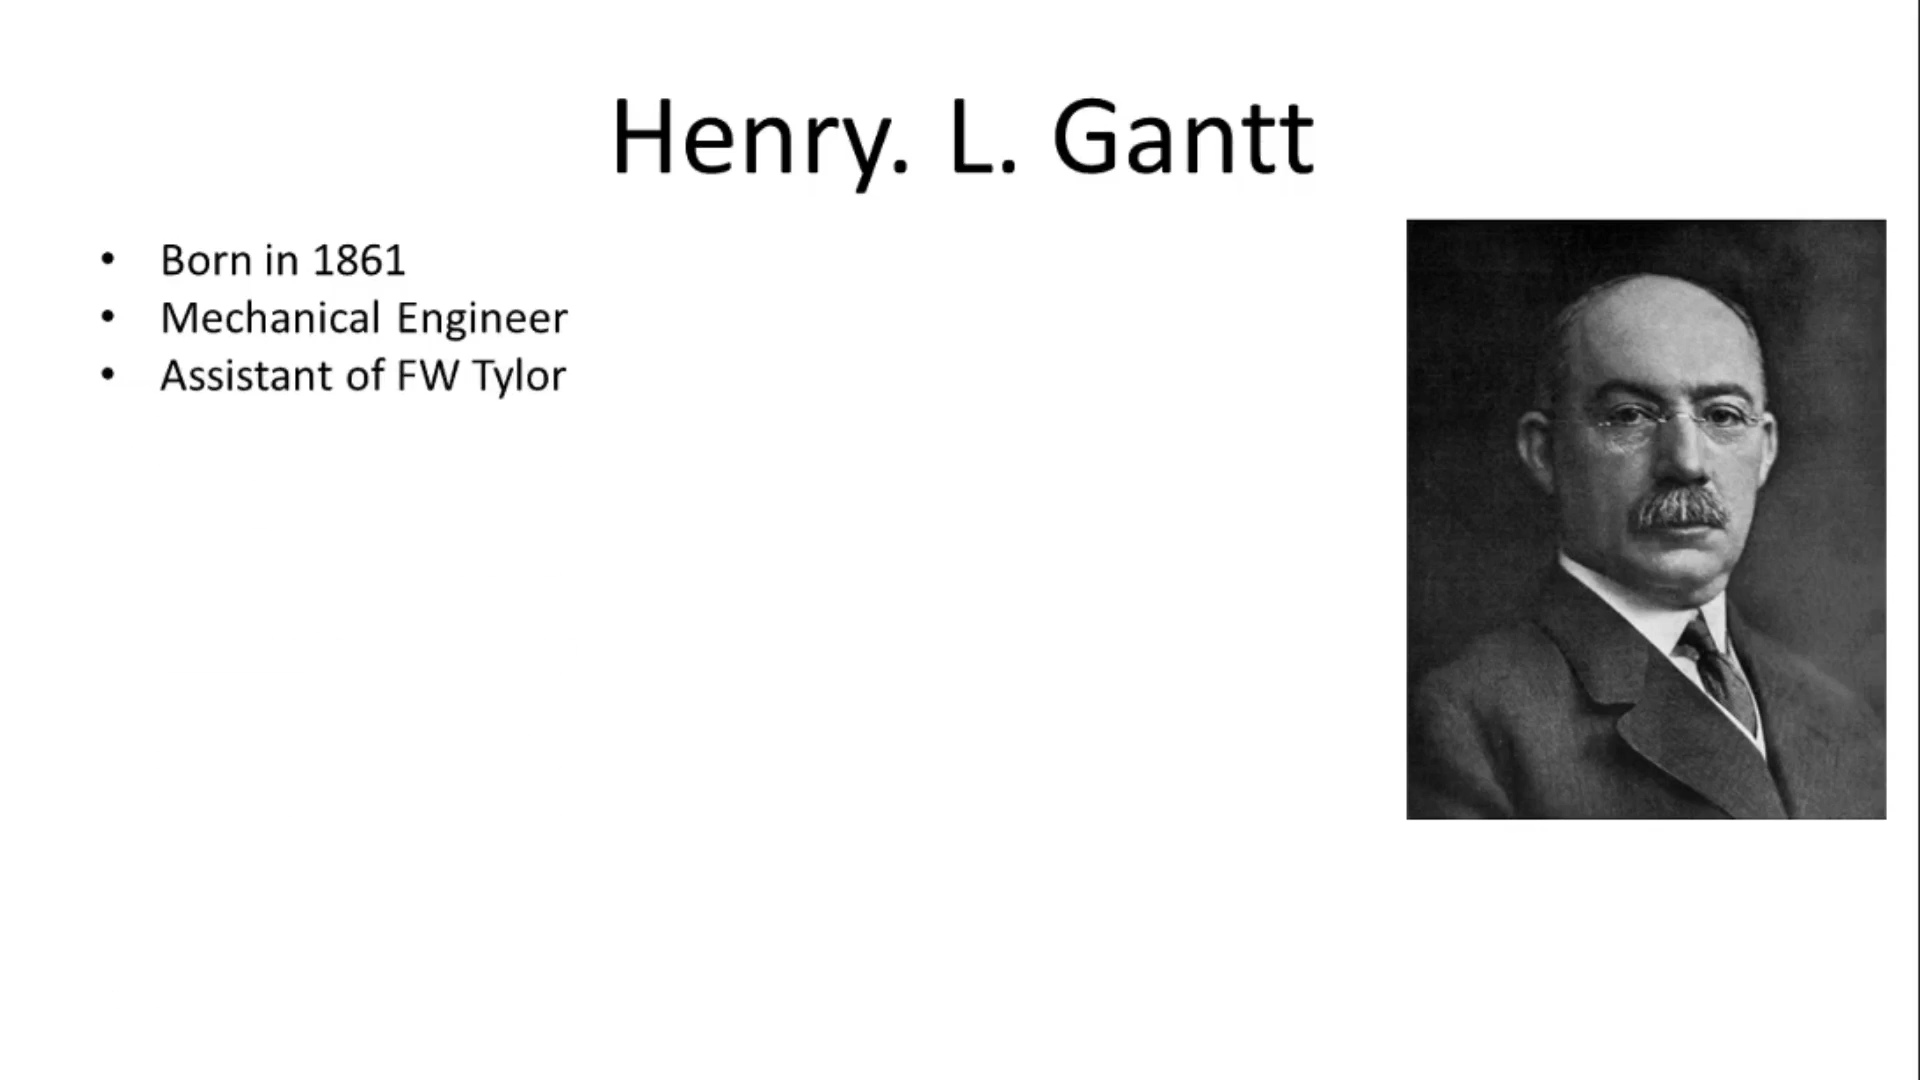 Henry. L. Gantt
• Born in 1861
• Mechanical Engineer
• Assistant of FW Tylor